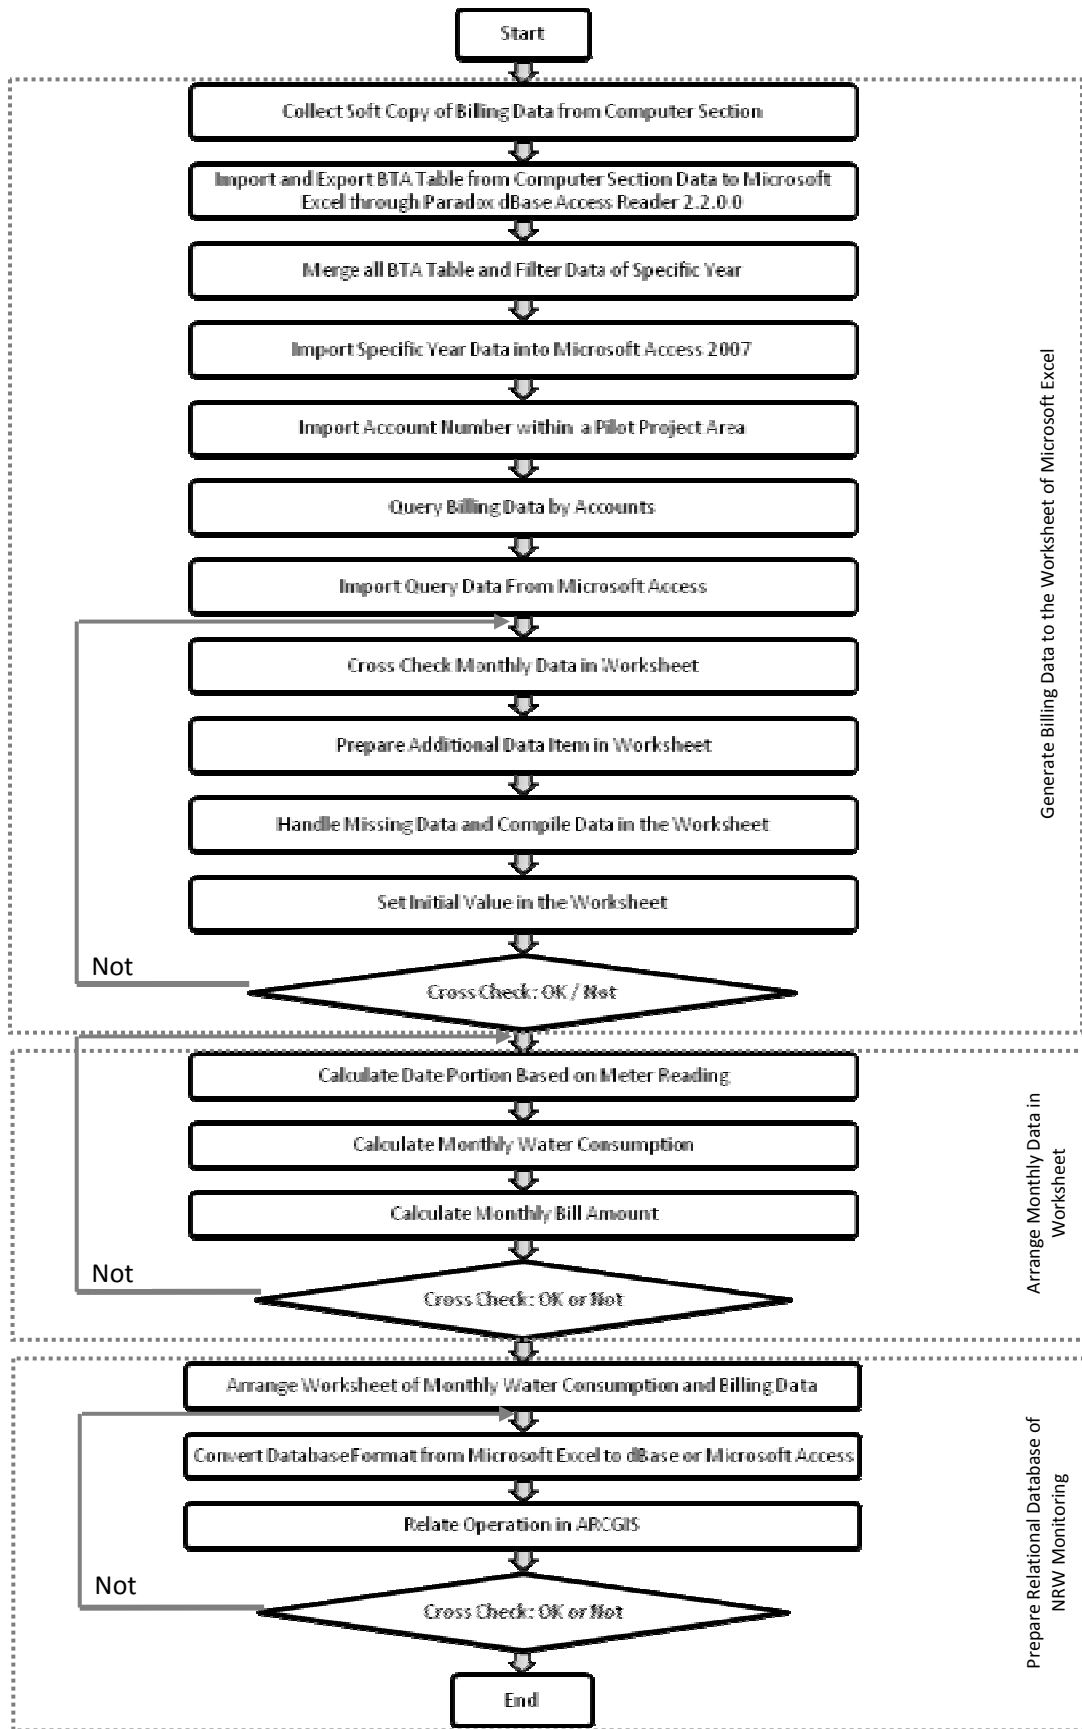 Start
Collect Soft Copy of Billing Data from Computer Section
Import and Export BTA Table from Computer Section Data to Microsoft
Excel through Paradox dBase Access Reader 2.2.0.0
Merge all BTA Table and Filter Data of Specific Year
Import Specific Year Data into Microsoft Access 2007
Import Account Number within a Pilot Project Area
Query Billing Data by Accounts
Import Query Data From Microsoft Access
Cross Check Monthly Data in Worksheet
Prepare Additional Data Item in Worksheet
Handle Missing Data and Compile Data in the Worksheet
Set Initial Value in the Worksheet
Not
Cross Check: OK / Not
Generate Billing Data to the Worksheet of Microsoft Excel
Calculate Date Portion Based on Meter Reading
Calculate Monthly Water Consumption
Calculate Monthly Bill Amount
Not
Cross Check: OK or Not
Arrange Monthly Data in
Worksheet
Arrange Worksheet of Monthly Water Consumption and Billing Data
Convert Database Format from Microsoft Excel to dBase or Microsoft Access
Relate Operation in ARCGIS
Not
Cross Check: OK or Not
Prepare Relational Database of
NRW Monitoring
End